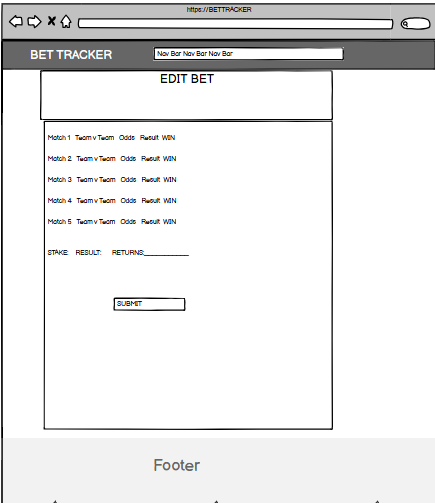 https://BETTRACKER
BET TRACKER
Nav Bar Nav Bar Nav Bar
EDIT BET
Match 1 Team v Team Odds Result WIN
Match 2 Team v Team Odds Result WIN
Match 3 Team v Team Odds Result WIN
Match 4 Team v Team Odds Result WIN
Match 5 Team v Team Odds Result WIN
STAKE: RESULT: RETURNS:____________
SUBMIT
Footer